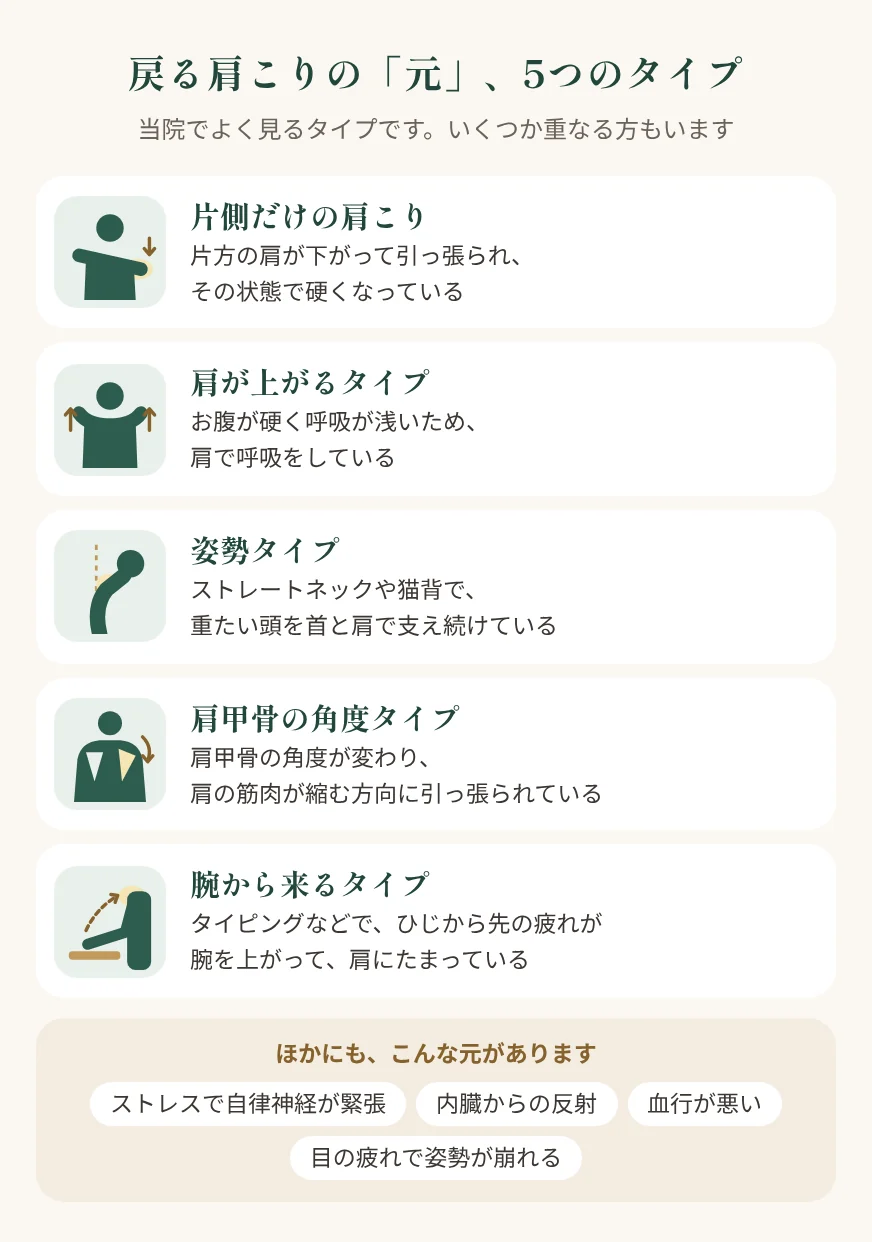 戻る肩こりの「元」、5つのタイプ
当院でよく見るタイプです。いくつか重なる方もいます
片側だけの肩こり
片方の肩が下がって引っ張られ、
その状態で硬くなっている
肩が上がるタイプ
お腹が硬く呼吸が浅いため、
肩で呼吸をしている
姿勢タイプ
ストレートネックや猫背で、
重たい頭を首と肩で支え続けている
肩甲骨の角度タイプ
肩甲骨の角度が変わり、
肩の筋肉が縮む方向に引っ張られている
腕から来るタイプ
タイピングなどで、ひじから先の疲れが
腕を上がって、肩にたまっている
ほかにも、こんな元があります
ストレスで自律神経が緊張
内臓からの反射
血行が悪い
目の疲れで姿勢が崩れる